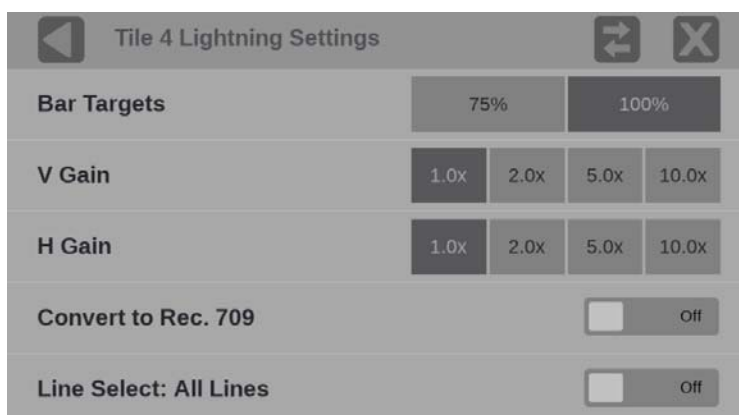 Tile 4 Lightning Settings
Bar Targets 75% 100%
V Gain 1.0x 2.0x 5.0x 10.0x
H Gain 1.0x 2.0x 5.0x 10.0x
Convert to Rec. 709 Off
Line Select: All Lines Off